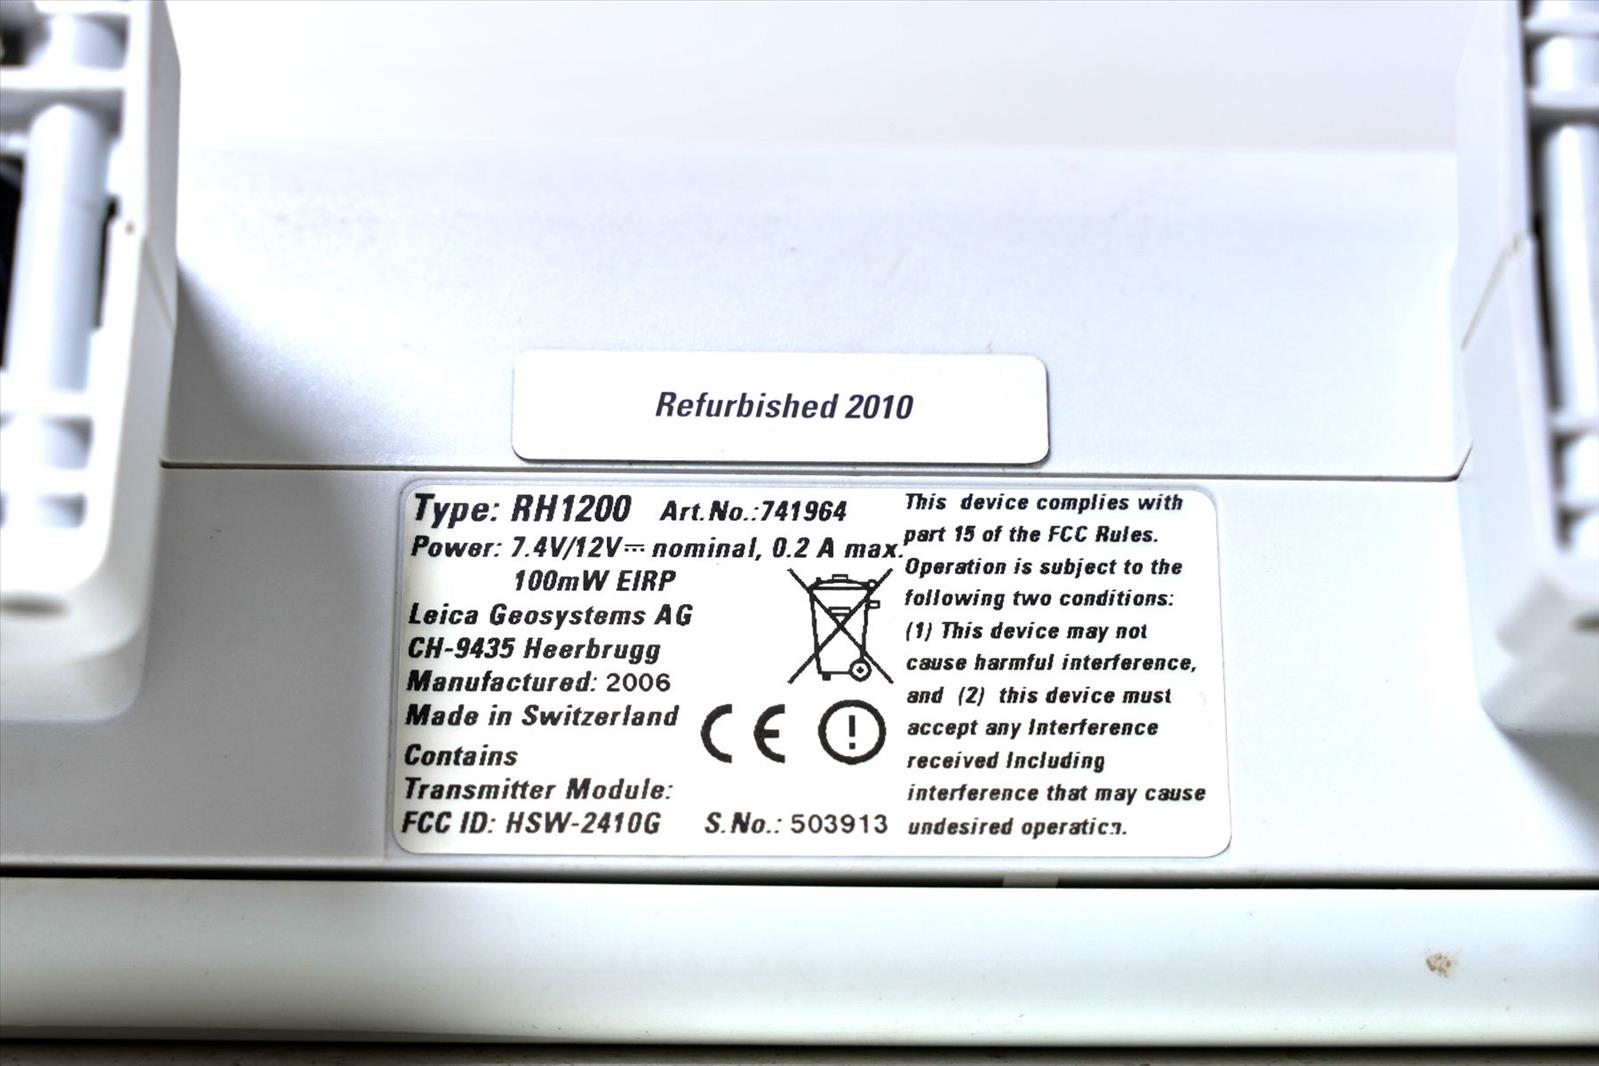 Refurbished 2010
Type: RH1200 Art.No.:741964
Power: 7.4V/12V⎓ nominal, 0.2 A max.
100mW EIRP
Leica Geosystems AG
CH-9435 Heerbrugg
Manufactured: 2006
Made in Switzerland
Contains
Transmitter Module:
FCC ID: HSW-2410G S.No.: 503913
CE
This device complies with
part 15 of the FCC Rules.
Operation is subject to the
following two conditions:
(1) This device may not
cause harmful interference,
and (2) this device must
accept any Interference
received Including
interference that may cause
undesired operation.